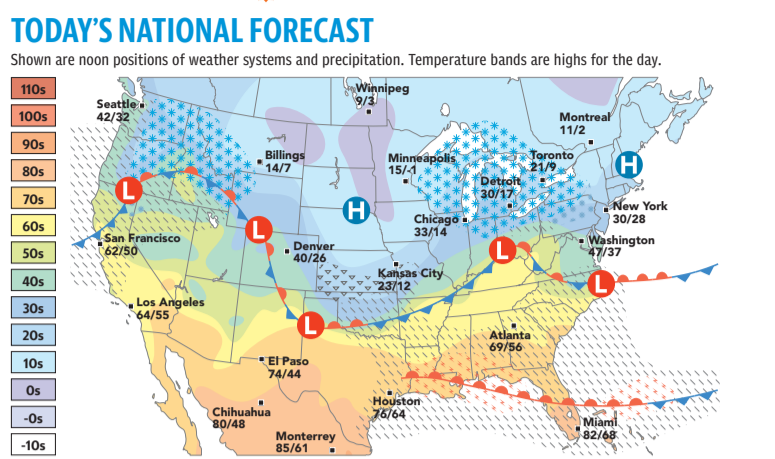 TODAY'S NATIONAL FORECAST
Shown are noon positions of weather systems and precipitation. Temperature bands are highs for the day.
110s
100s
90s
80s
70s
60s
50s
40s
30s
20s
10s
0s
-0s
-10s
Seattle
42/32
Winnipeg
9/3
Montreal
11/2
Billings
14/7
Minneapolis
15/-1
Toronto
21/9
H
Detroit
30/17
L
H
New York
30/28
Chicago
33/14
L
San Francisco
62/50
Denver
40/26
L
Washington
47/37
Kansas City
23/12
L
Los Angeles
64/55
L
Atlanta
69/56
El Paso
74/44
Houston
76/64
Chihuahua
80/48
Miami
82/68
Monterrey
85/61